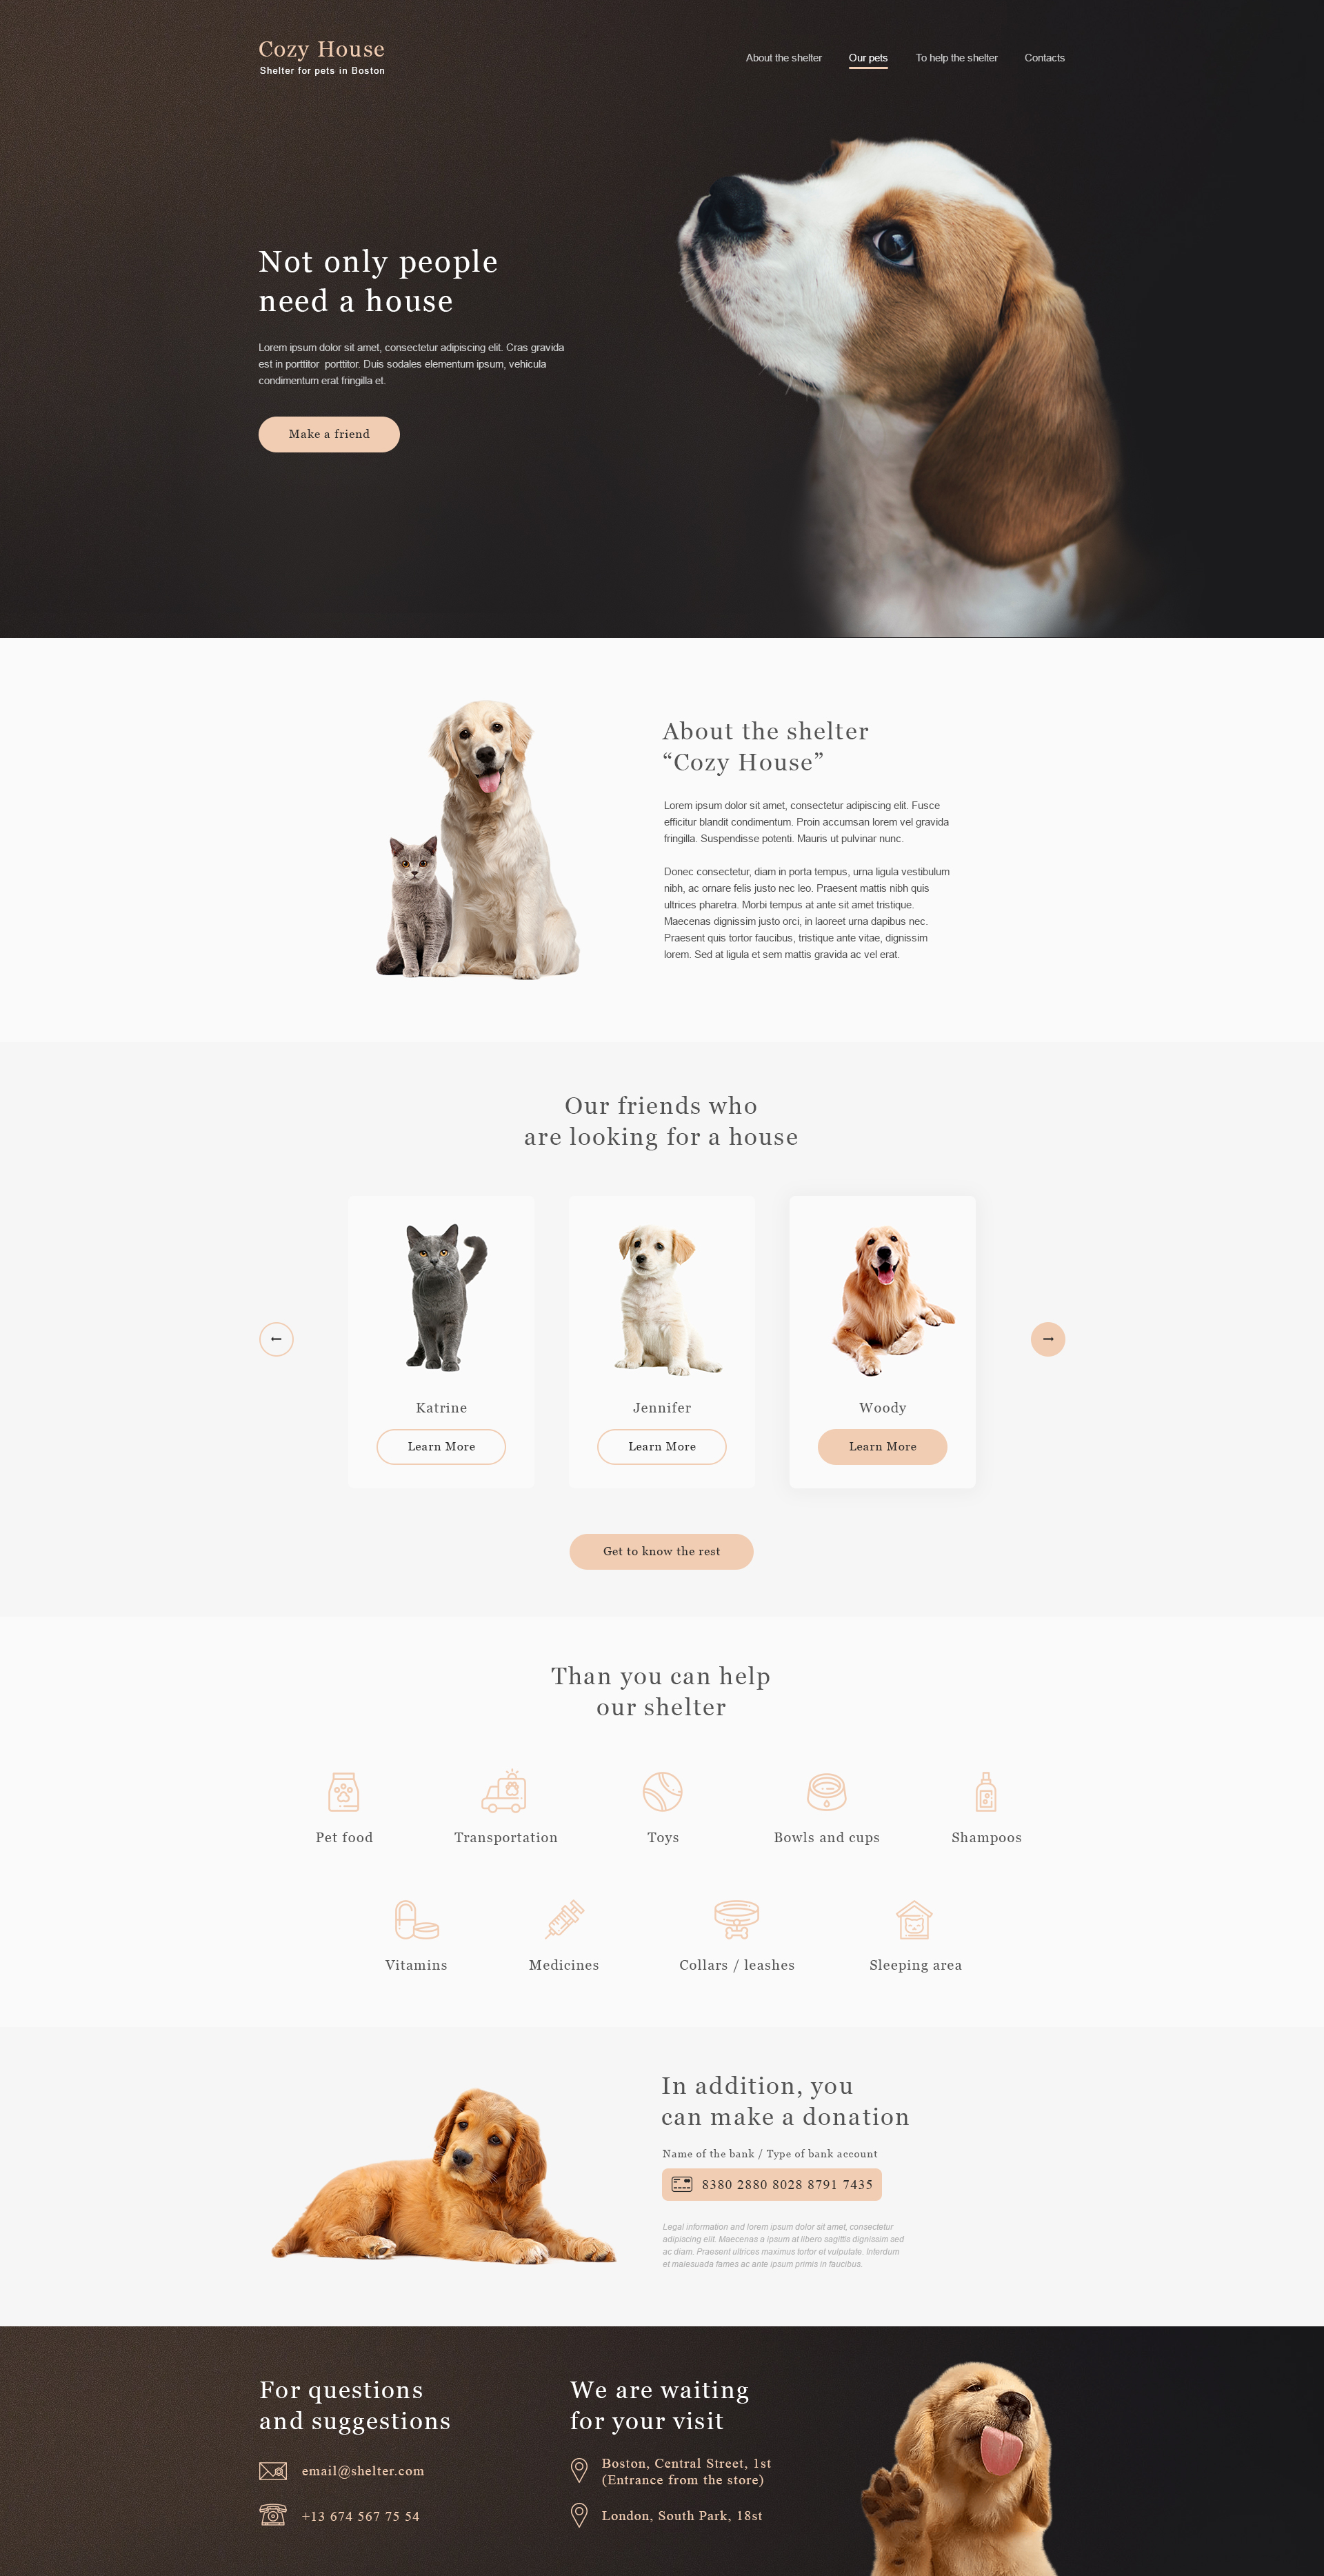 Cozy House
Shelter for pets in Boston
About the shelter
Our pets
To help the shelter
Contacts
Not only people
need a house
Lorem ipsum dolor sit amet, consectetur adipiscing elit. Cras gravida
est in porttitor  porttitor. Duis sodales elementum ipsum, vehicula
condimentum erat fringilla et.
Make a friend
About the shelter
“Cozy House”
Lorem ipsum dolor sit amet, consectetur adipiscing elit. Fusce
efficitur blandit condimentum. Proin accumsan lorem vel gravida
fringilla. Suspendisse potenti. Mauris ut pulvinar nunc.
Donec consectetur, diam in porta tempus, urna ligula vestibulum
nibh, ac ornare felis justo nec leo. Praesent mattis nibh quis
ultrices pharetra. Morbi tempus at ante sit amet tristique.
Maecenas dignissim justo orci, in laoreet urna dapibus nec.
Praesent quis tortor faucibus, tristique ante vitae, dignissim
lorem. Sed at ligula et sem mattis gravida ac vel erat.
Our friends who
are looking for a house
Katrine
Learn More
Jennifer
Learn More
Woody
Learn More
Get to know the rest
Than you can help
our shelter
Pet food
Transportation
Toys
Bowls and cups
Shampoos
Vitamins
Medicines
Collars / leashes
Sleeping area
In addition, you
can make a donation
Name of the bank / Type of bank account
8380 2880 8028 8791 7435
Legal information and lorem ipsum dolor sit amet, consectetur
adipiscing elit. Maecenas a ipsum at libero sagittis dignissim sed
ac diam. Praesent ultrices maximus tortor et vulputate. Interdum
et malesuada fames ac ante ipsum primis in faucibus.
For questions
and suggestions
email@shelter.com
+13 674 567 75 54
We are waiting
for your visit
Boston, Central Street, 1st
(Entrance from the store)
London, South Park, 18st